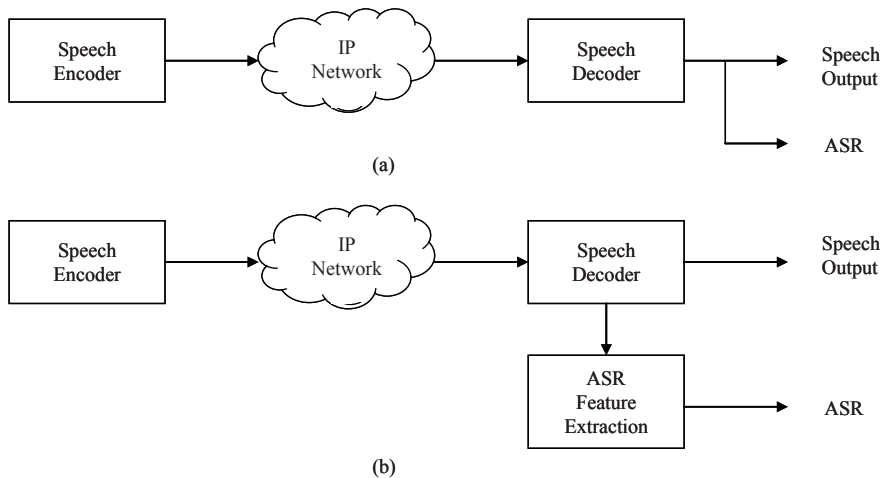 Speech
Encoder
IP
Network
Speech
Decoder
Speech
Output
ASR
(a)
Speech
Encoder
IP
Network
Speech
Decoder
Speech
Output
ASR
Feature
Extraction
ASR
(b)